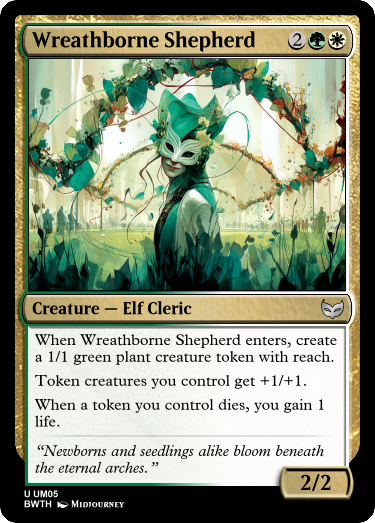 Wreathborne Shepherd 2
Creature — Elf Cleric
When Wreathborne Shepherd enters, create
a 1/1 green plant creature token with reach.
Token creatures you control get +1/+1.
When a token you control dies, you gain 1
life.
“Newborns and seedlings alike bloom beneath
the eternal arches.”
2/2
U UM05
BWTH Midjourney